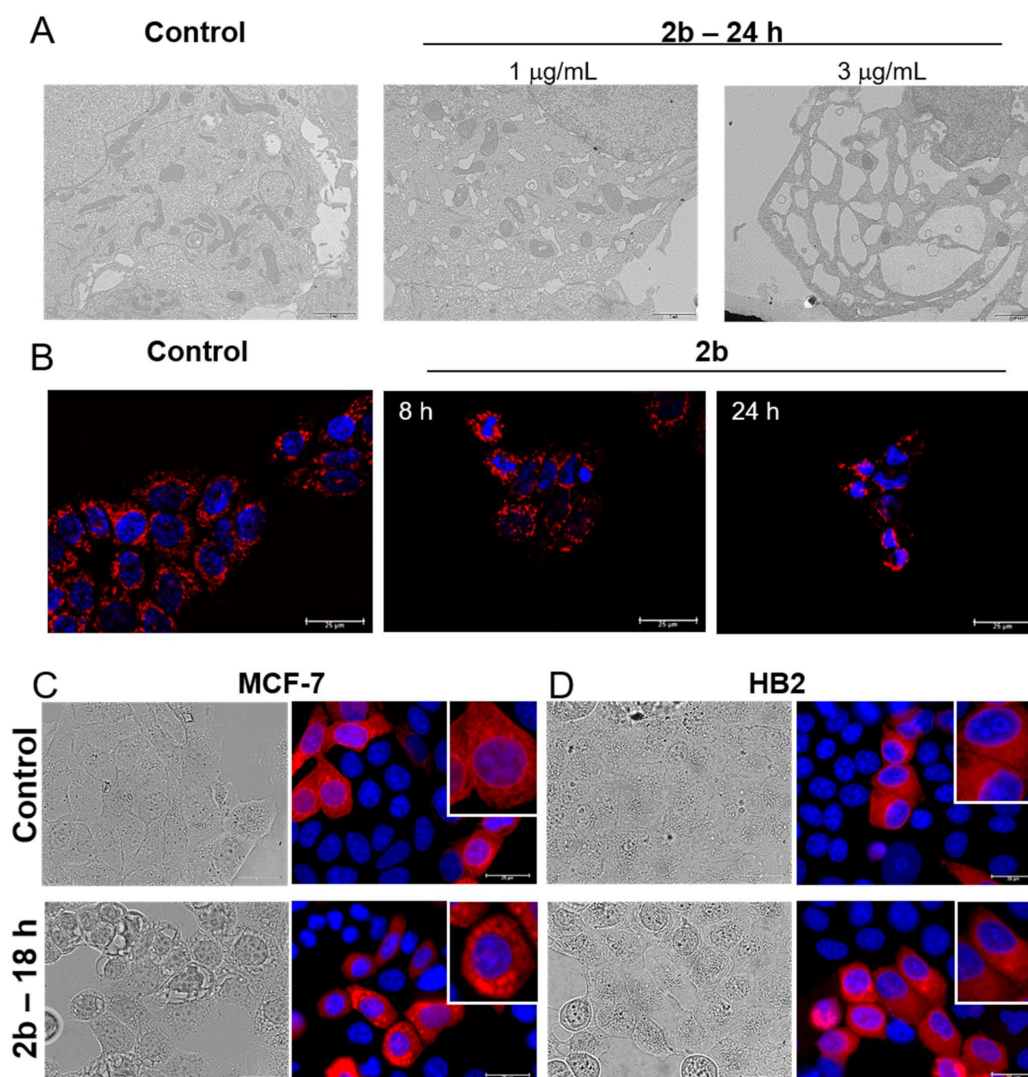 A
Control
2b – 24 h
1 μg/mL
3 μg/mL
B
Control
2b
8 h
24 h
25 μm
25 μm
25 μm
C
MCF-7
D
HB2
Control
2b – 18 h